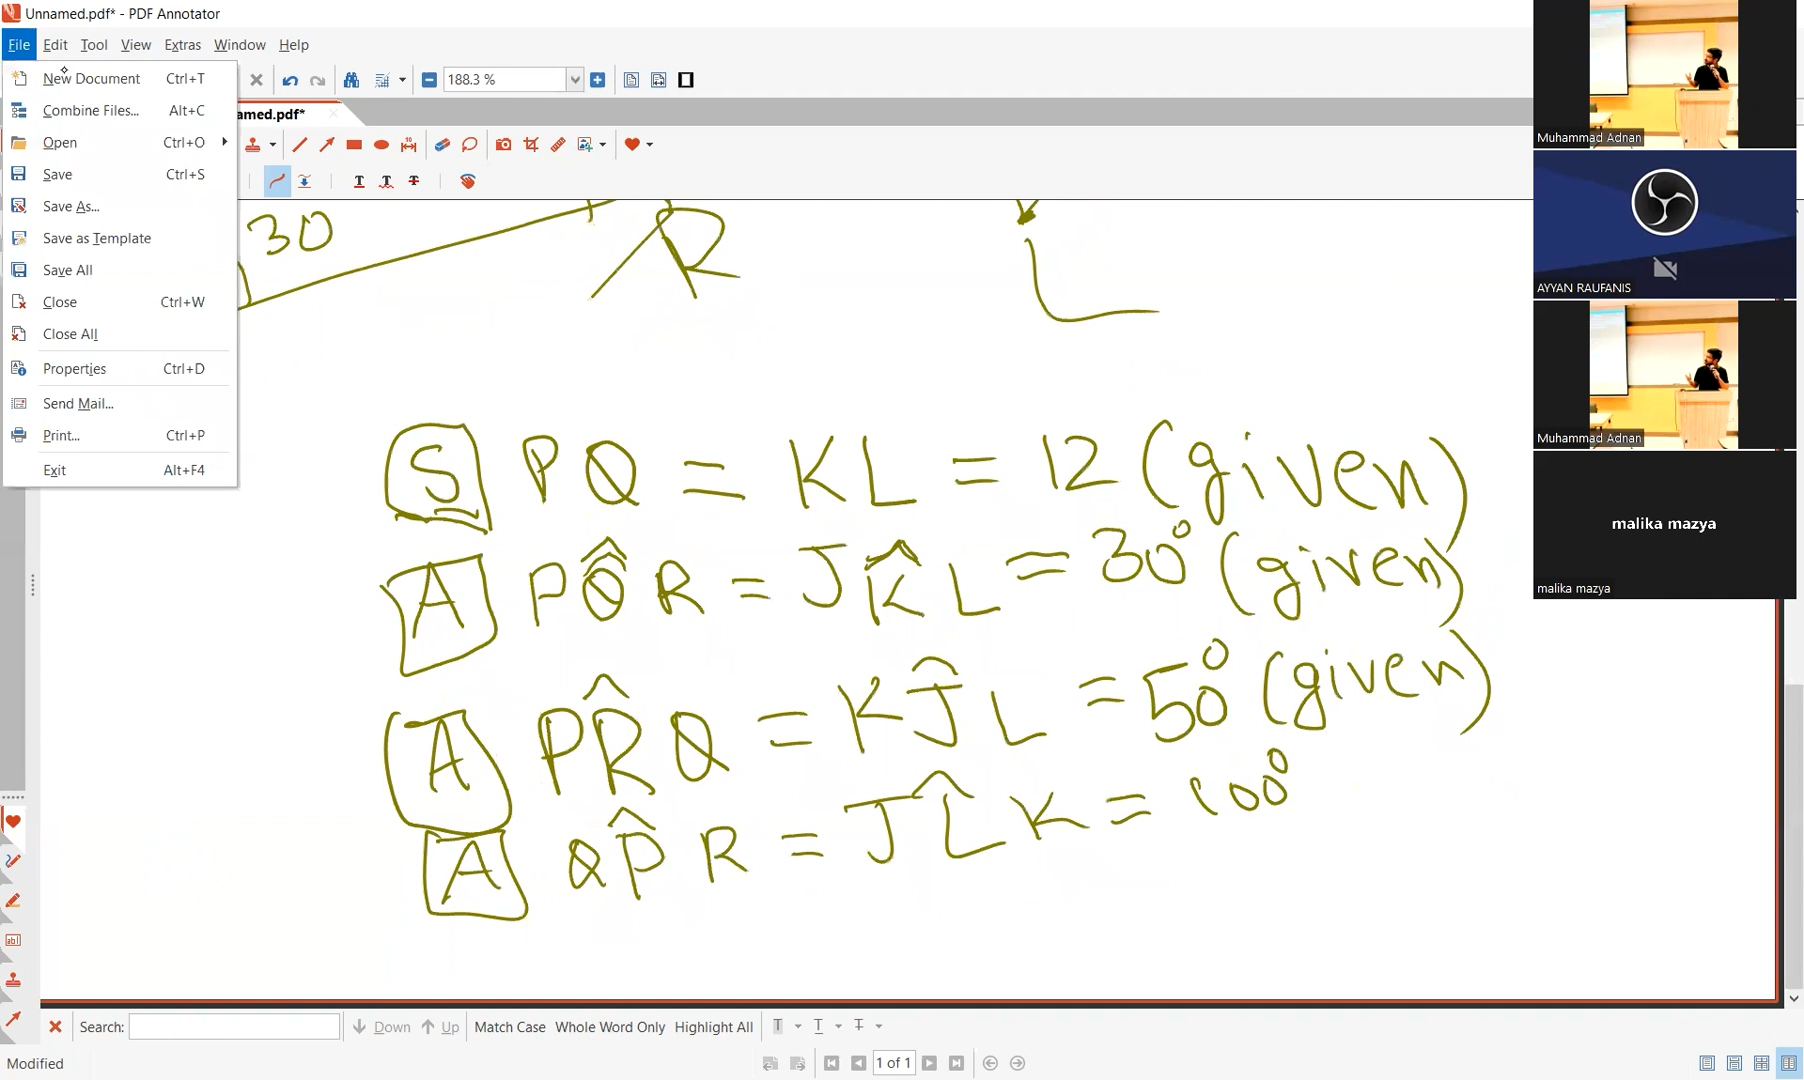 Unnamed.pdf* - PDF Annotator
File Edit Tool View Extras Window Help
New Document Ctrl+T
Combine Files... Alt+C
Open Ctrl+O
Save Ctrl+S
Save As...
Save as Template
Save All
Close Ctrl+W
Close All
Properties Ctrl+D
Send Mail...
Print... Ctrl+P
Exit Alt+F4
188.3 %
amed.pdf*
30
R
L
S PQ = KL = 12 (given)
A PQ̂R = JK̂L = 30° (given)
A PR̂Q = KĴL = 50° (given)
A QP̂R = JL̂K = 100°
Muhammad Adnan
AYYAN RAUFANIS
Muhammad Adnan
malika mazya
malika mazya
Search: Down Up Match Case Whole Word Only Highlight All
Modified
1 of 1